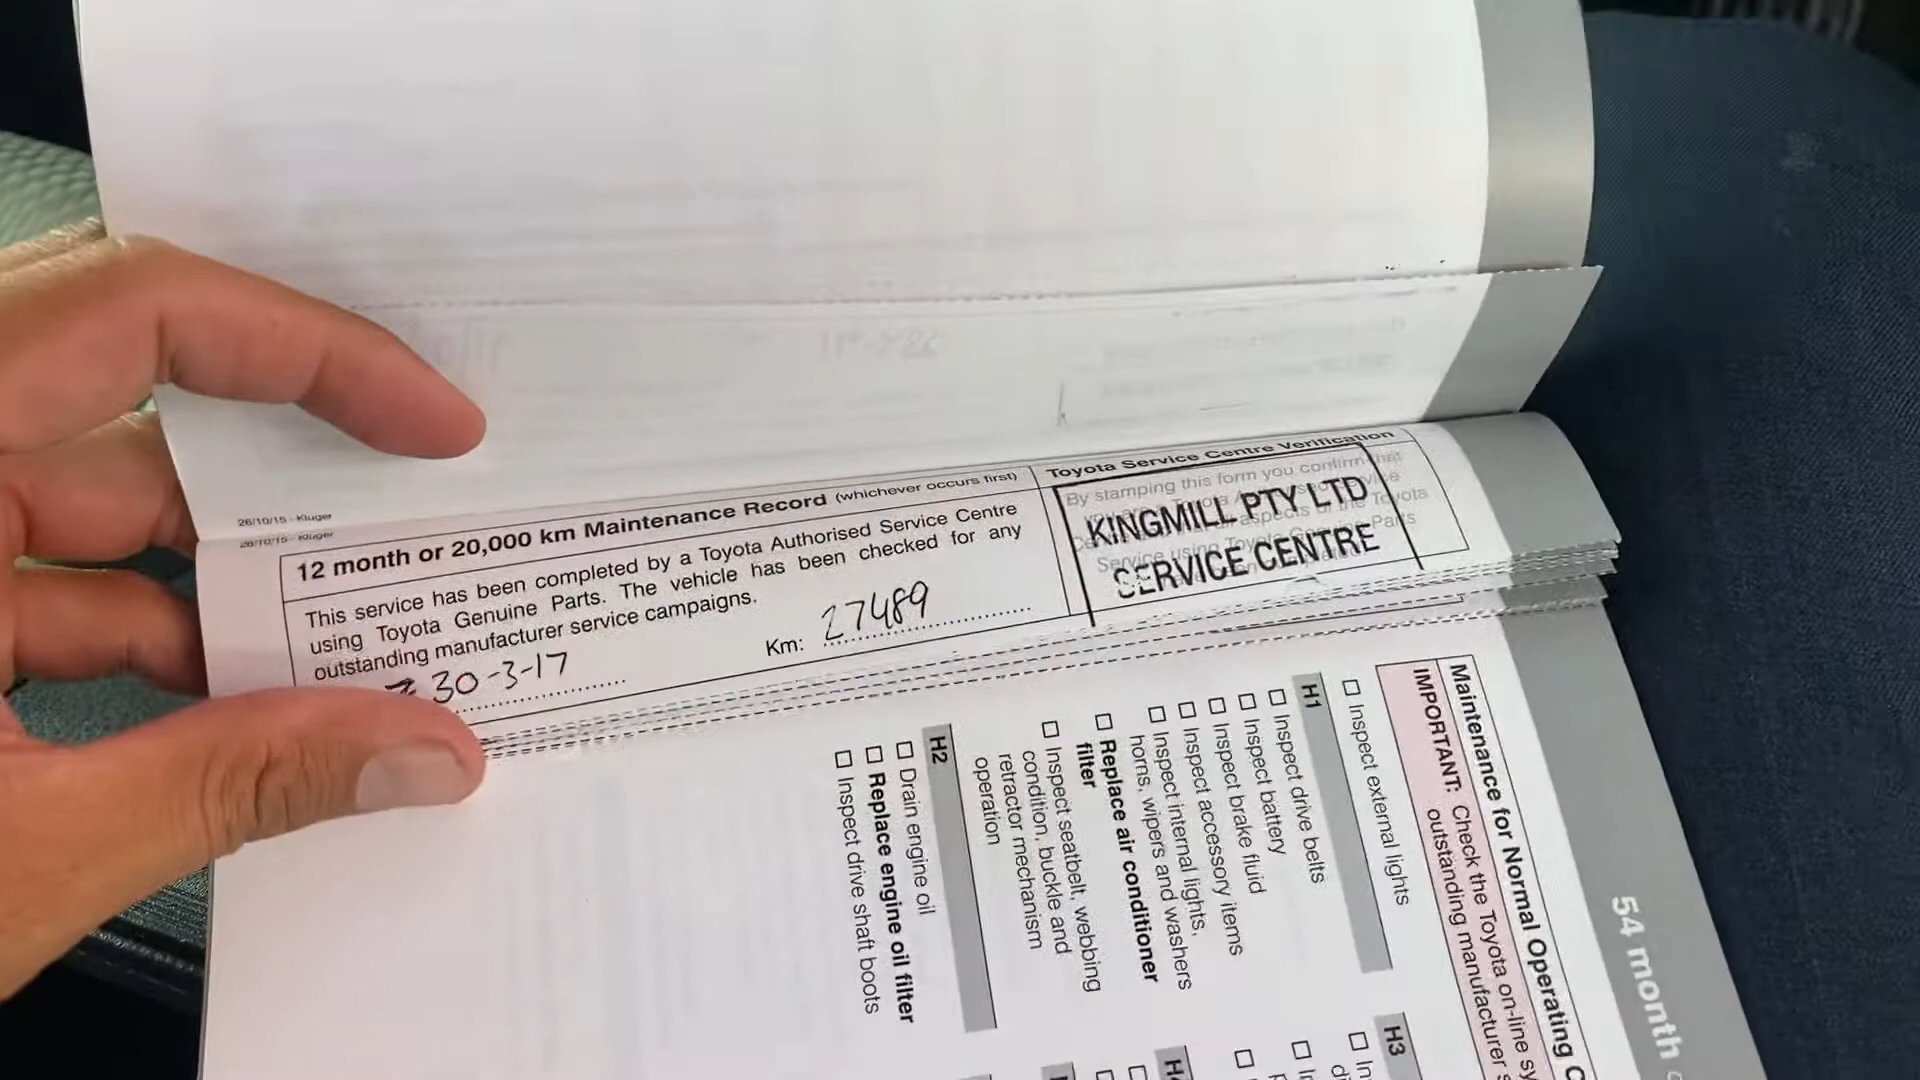 26/10/15 - Kluger
26/10/15 - Kluger
12 month or 20,000 km Maintenance Record (whichever occurs first)
This service has been completed by a Toyota Authorised Service Centre
using Toyota Genuine Parts. The vehicle has been checked for any
outstanding manufacturer service campaigns.
30-3-17
Km: 27489
Toyota Service Centre Verification
By stamping this form you confirm that
KINGMILL PTY LTD
SERVICE CENTRE
Service using Toyota Genuine Parts
54 month
Maintenance for Normal Operating C
IMPORTANT: Check the Toyota on-line sy
outstanding manufacturer s
☐ Inspect external lights
H1
☐ Inspect drive belts
☐ Inspect battery
☐ Inspect brake fluid
☐ Inspect accessory items
☐ Inspect internal lights,
horns, wipers and washers
☐ Replace air conditioner
filter
☐ Inspect seatbelt, webbing
condition, buckle and
retractor mechanism
operation
H2
☐ Drain engine oil
☐ Replace engine oil filter
☐ Inspect drive shaft boots
H3
☐ In